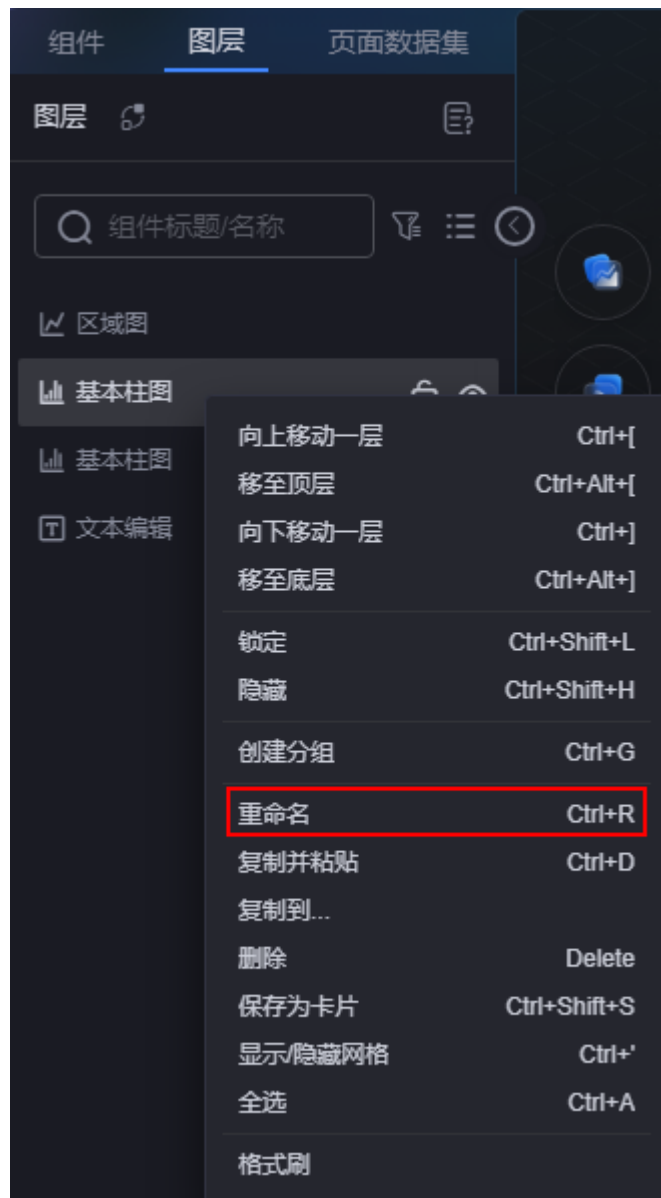 组件 图层 页面数据集
图层
组件标题/名称
区域图
基本柱图
基本柱图
文本编辑
向上移动一层 Ctrl+[
移至顶层 Ctrl+Alt+[
向下移动一层 Ctrl+]
移至底层 Ctrl+Alt+]
锁定 Ctrl+Shift+L
隐藏 Ctrl+Shift+H
创建分组 Ctrl+G
重命名 Ctrl+R
复制并粘贴 Ctrl+D
复制到...
删除 Delete
保存为卡片 Ctrl+Shift+S
显示/隐藏网格 Ctrl+'
全选 Ctrl+A
格式刷